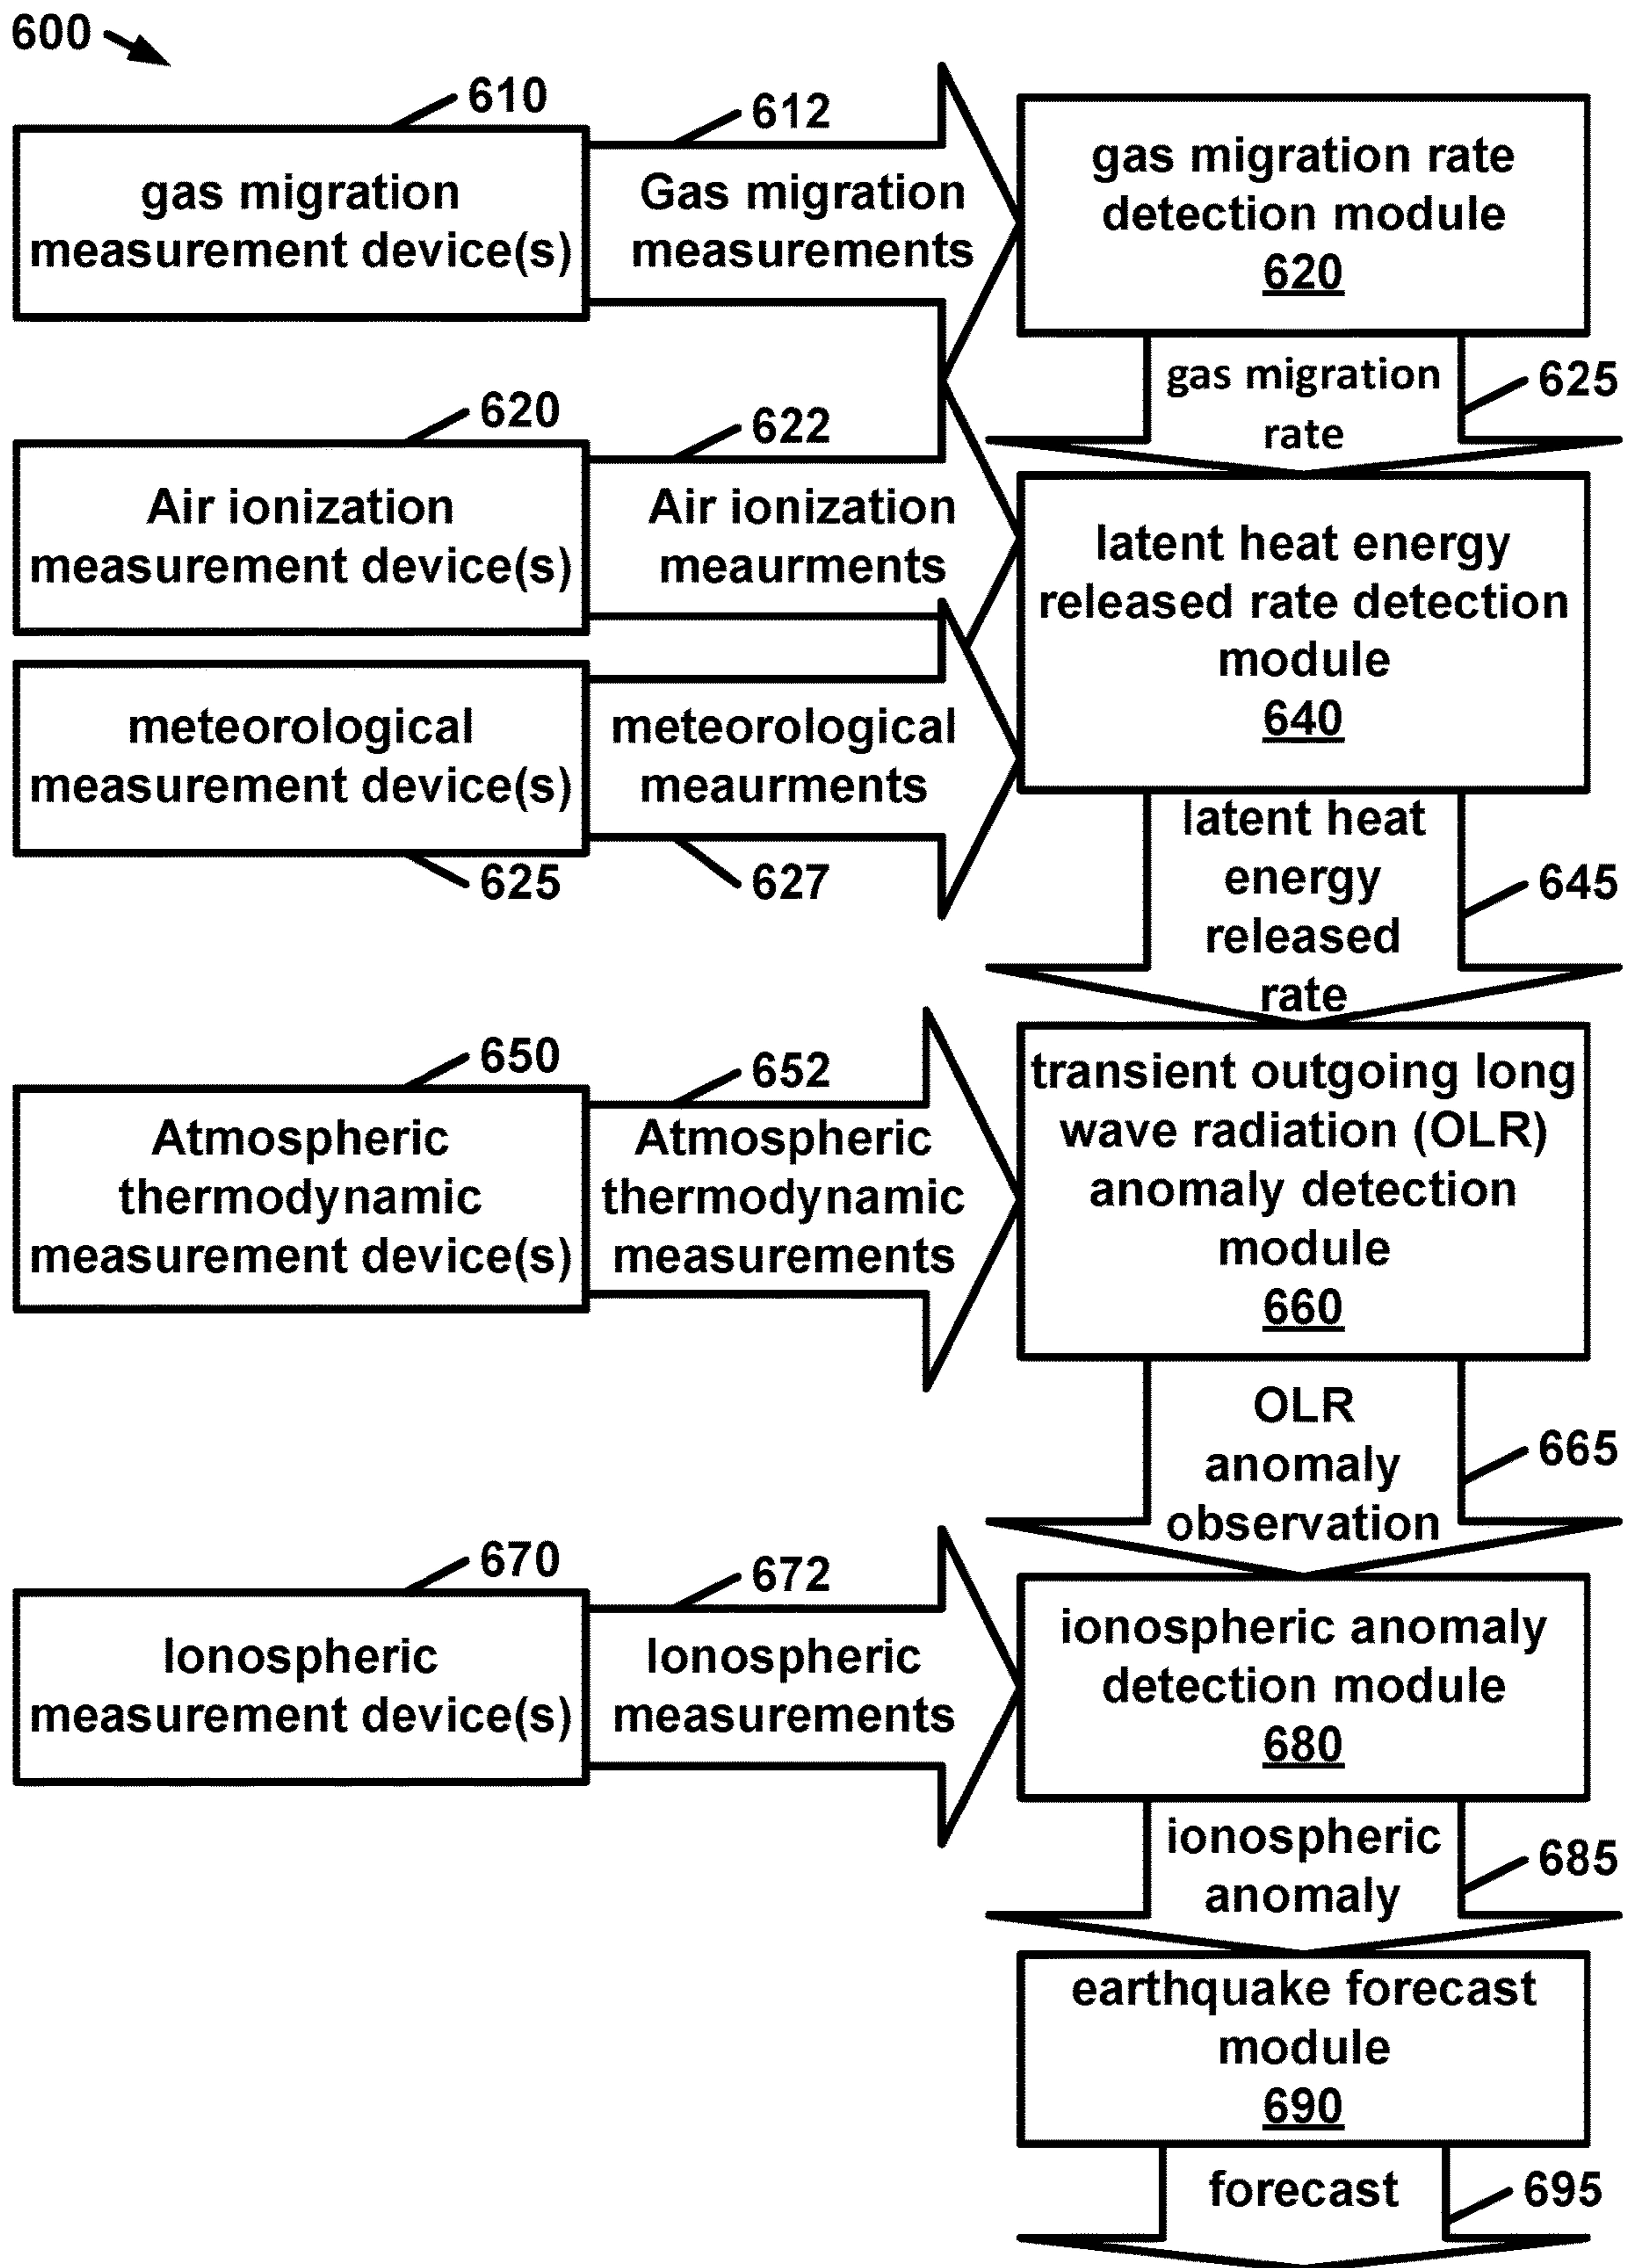 600
610
gas migration
measurement device(s)
612
Gas migration
measurements
gas migration rate
detection module
620
gas migration
rate
625
620
Air ionization
measurement device(s)
622
Air ionization
meaurments
latent heat energy
released rate detection
module
640
meteorological
measurement device(s)
625
meteorological
meaurments
627
latent heat
energy
released
rate
645
650
Atmospheric
thermodynamic
measurement device(s)
652
Atmospheric
thermodynamic
measurements
transient outgoing long
wave radiation (OLR)
anomaly detection
module
660
OLR
anomaly
observation
665
670
Ionospheric
measurement device(s)
672
Ionospheric
measurements
ionospheric anomaly
detection module
680
ionospheric
anomaly
685
earthquake forecast
module
690
forecast
695